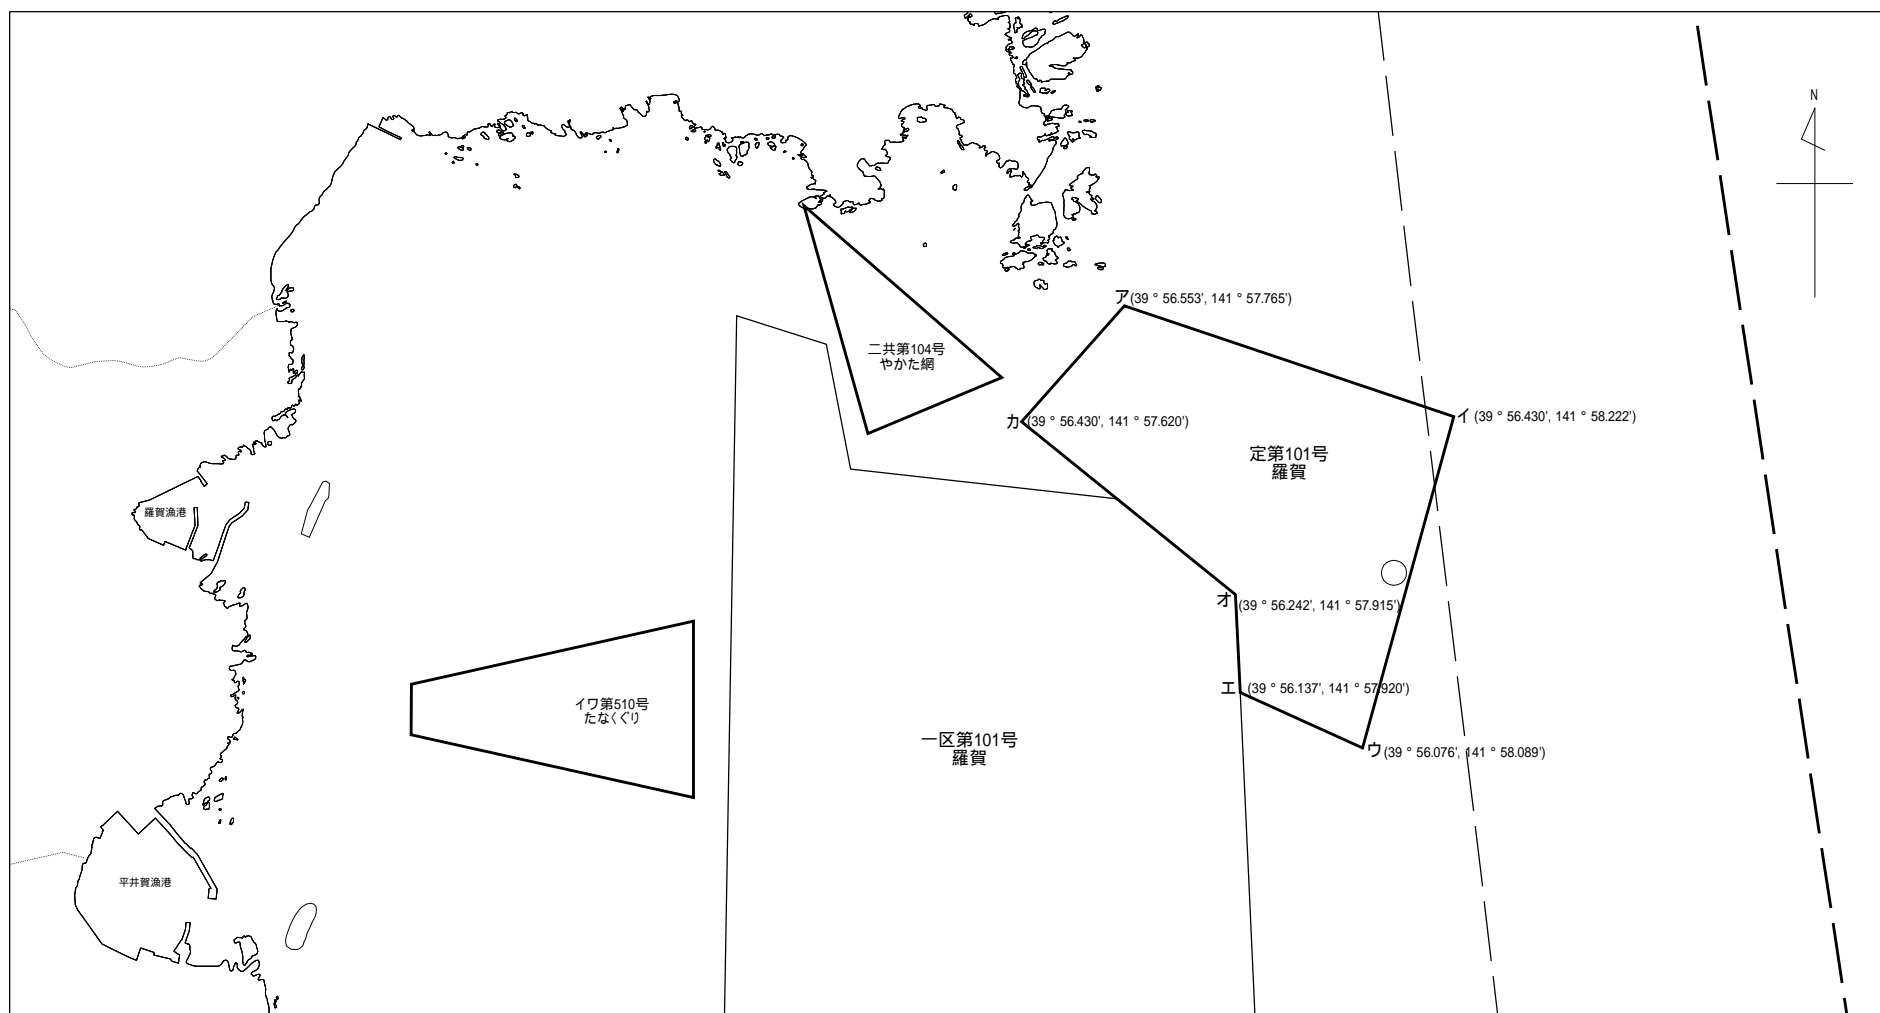 N
ア(39 ° 56.553', 141 ° 57.765')
二共第104号
やかた網
カ(39 ° 56.430', 141 ° 57.620')
イ(39 ° 56.430', 141 ° 58.222')
定第101号
羅賀
羅賀漁港
オ(39 ° 56.242', 141 ° 57.915')
エ(39 ° 56.137', 141 ° 57.920')
イワ第510号
たなくぐり
一区第101号
羅賀
ウ(39 ° 56.076', 141 ° 58.089')
平井賀漁港